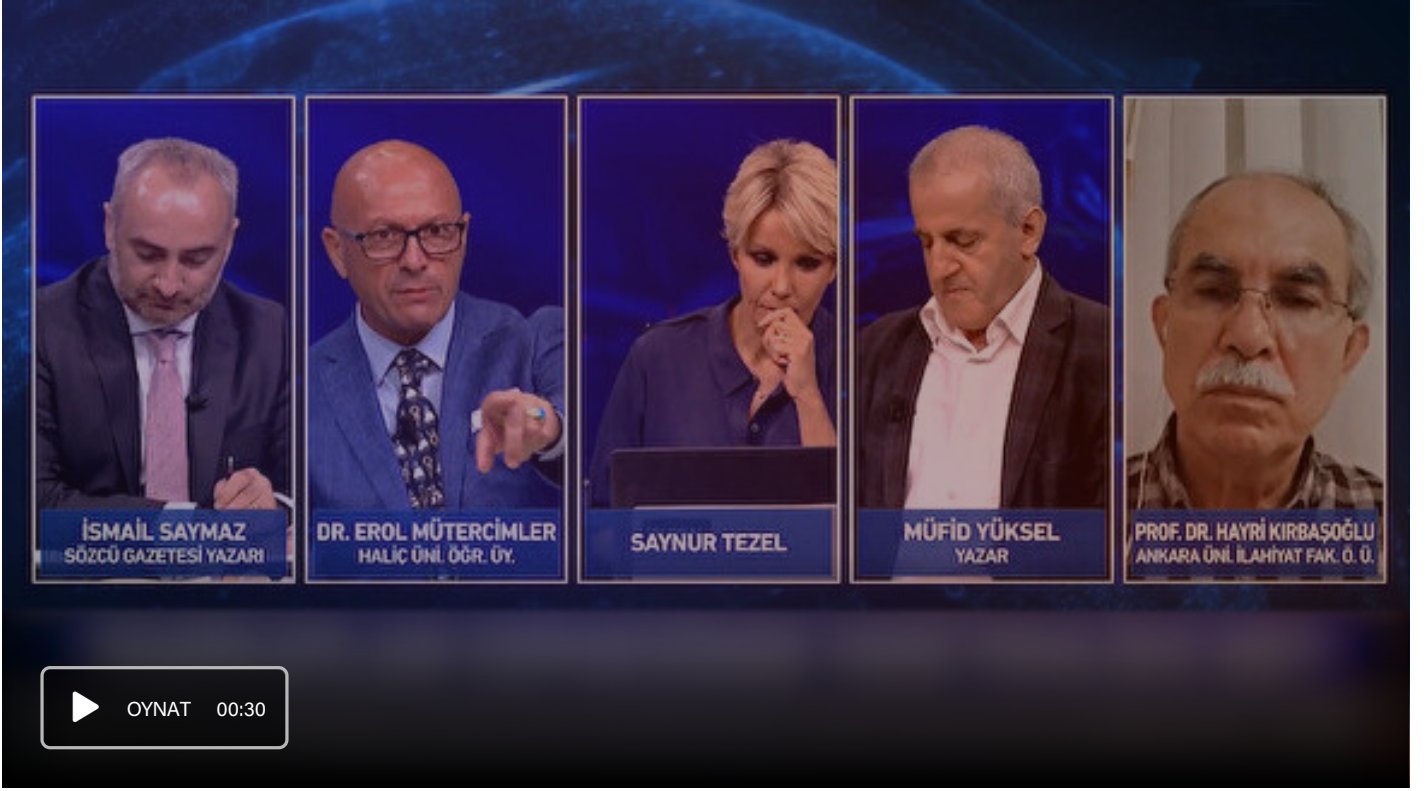 İSMAİL SAYMAZ
SÖZCÜ GAZETESİ YAZARI
DR. EROL MÜTERCİMLER
HALİÇ ÜNİ. ÖĞR. ÜY.
SAYNUR TEZEL
MÜFİD YÜKSEL
YAZAR
PROF. DR. HAYRİ KIRBAŞOĞLU
ANKARA ÜNİ. İLAHİYAT FAK. Ö. Ü.
OYNAT 00:30